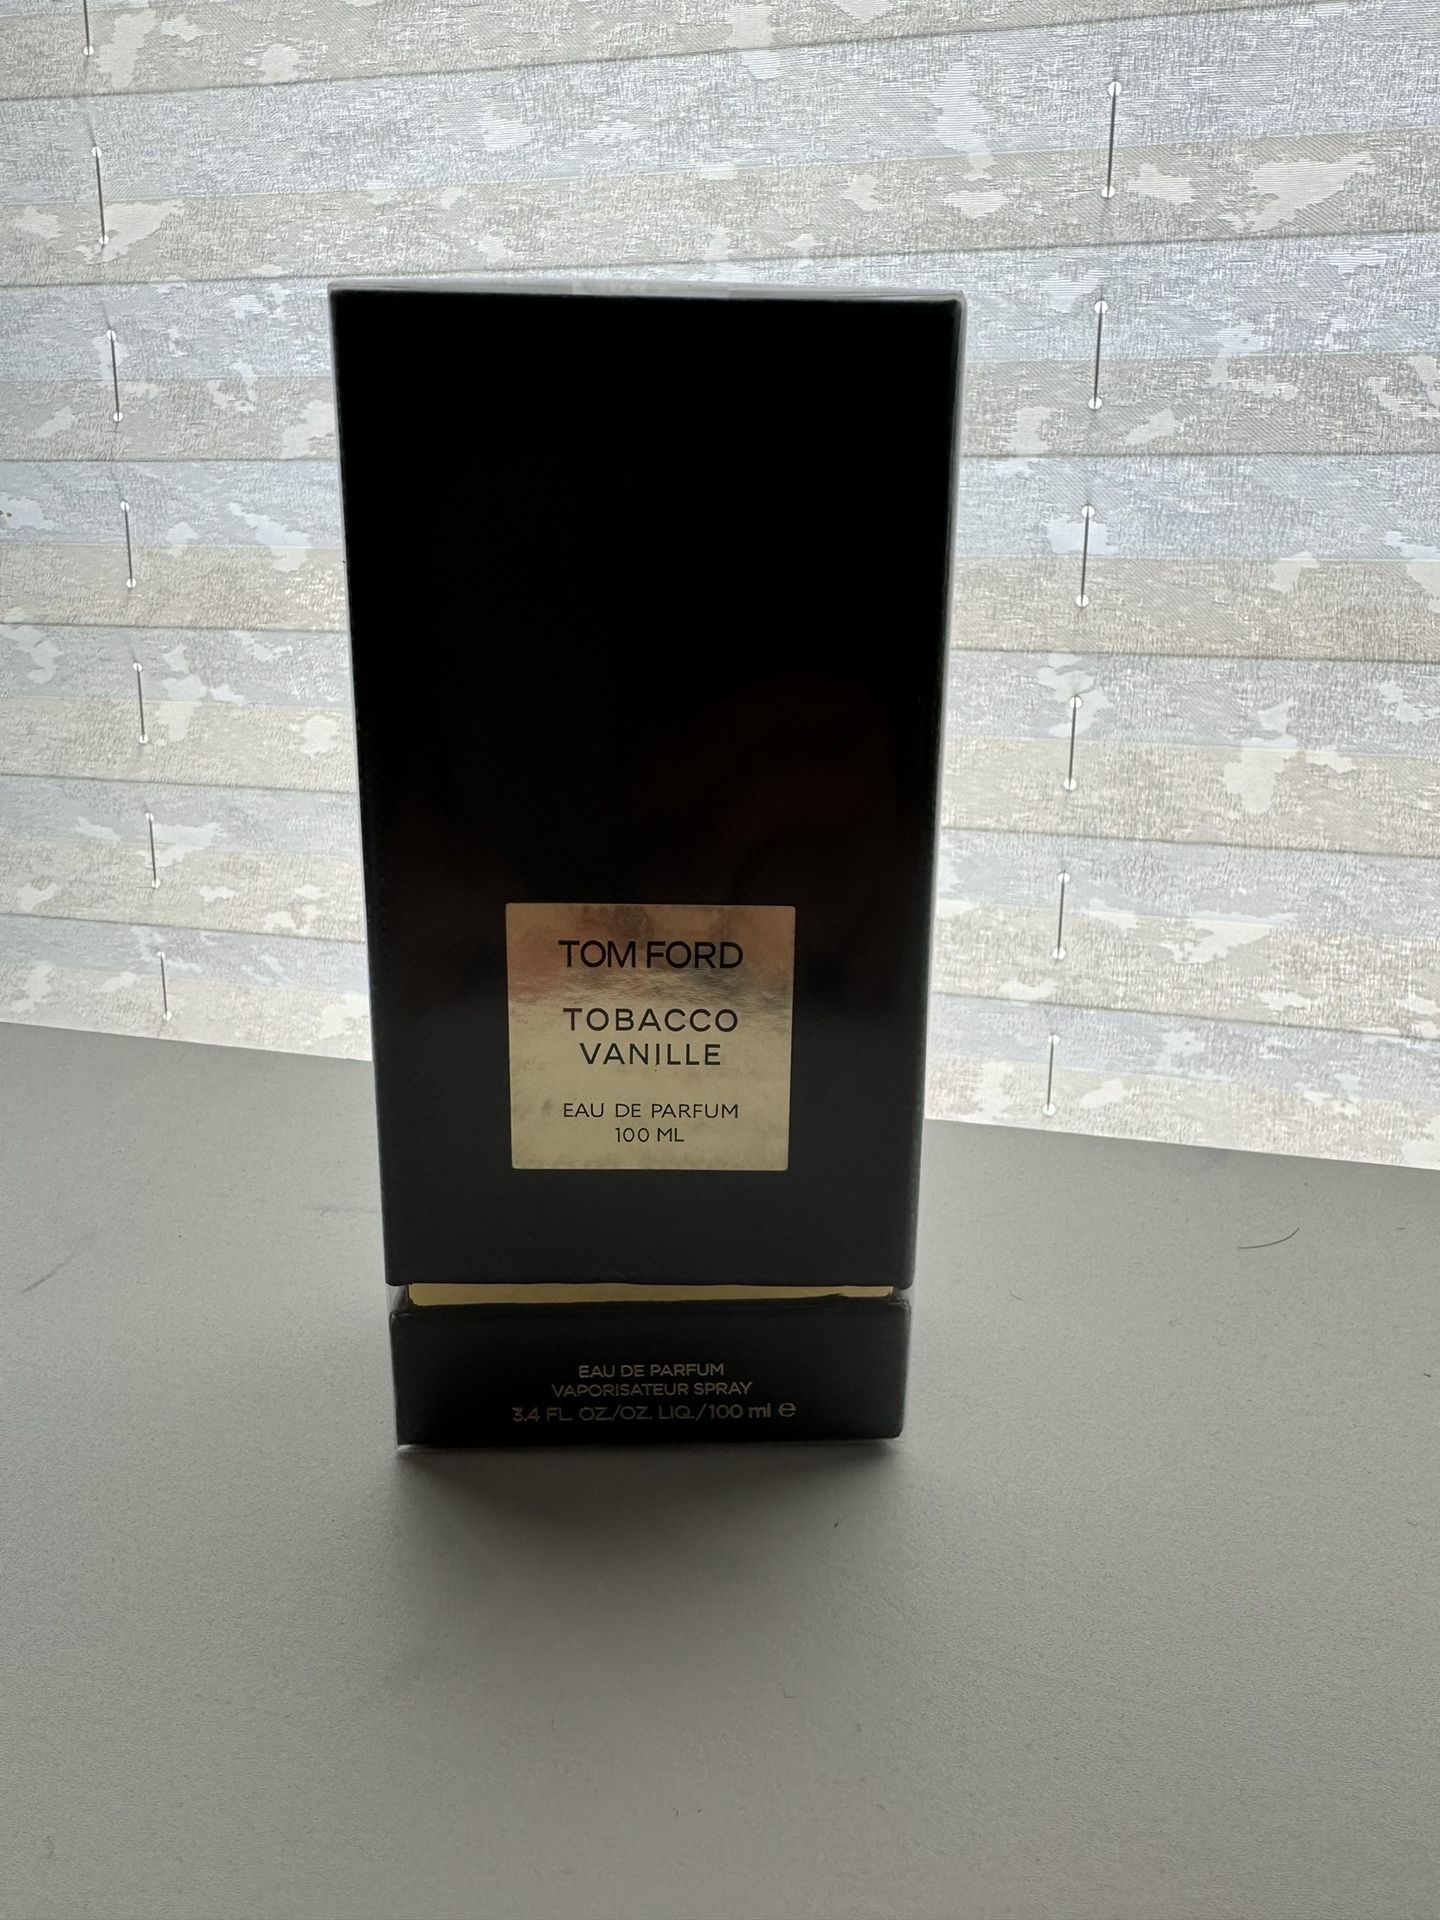 TOM FORD
TOBACCO
VANILLE
EAU DE PARFUM
100 ML
EAU DE PARFUM
VAPORISATEUR SPRAY
3.4 FL. OZ./OZ. LIQ./100 ml ℮